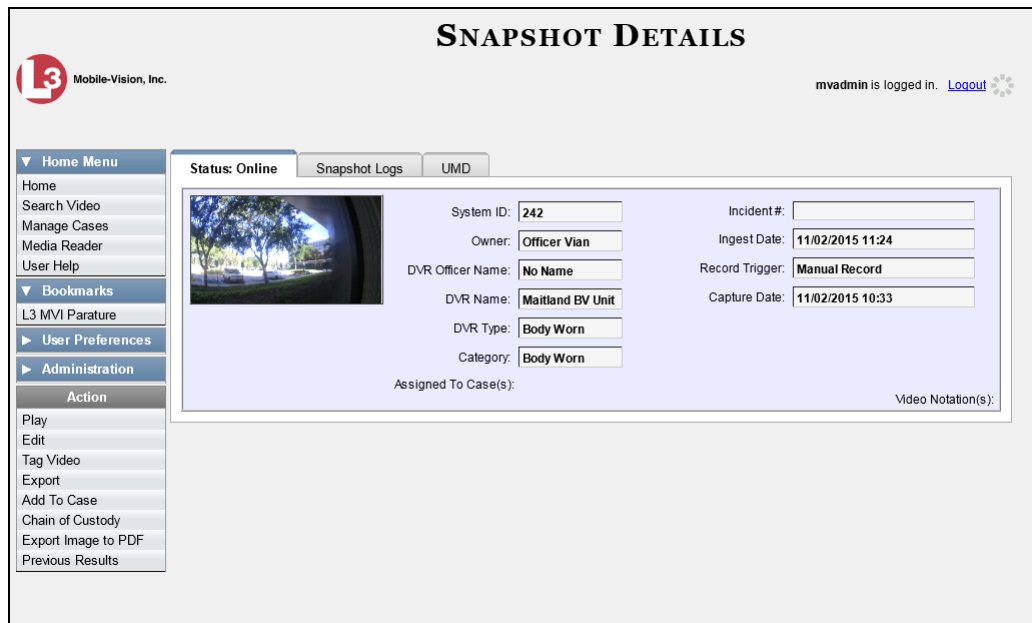 SNAPSHOT DETAILS
L3 Mobile-Vision, Inc.
mvadmin is logged in. Logout
Home Menu
Home
Search Video
Manage Cases
Media Reader
User Help
Bookmarks
L3 MVI Parature
User Preferences
Administration
Action
Play
Edit
Tag Video
Export
Add To Case
Chain of Custody
Export Image to PDF
Previous Results
Status: Online
Snapshot Logs
UMD
System ID: 242
Owner: Officer Vian
DVR Officer Name: No Name
DVR Name: Maitland BV Unit
DVR Type: Body Worn
Category: Body Worn
Assigned To Case(s):
Incident #:
Ingest Date: 11/02/2015 11:24
Record Trigger: Manual Record
Capture Date: 11/02/2015 10:33
Video Notation(s):